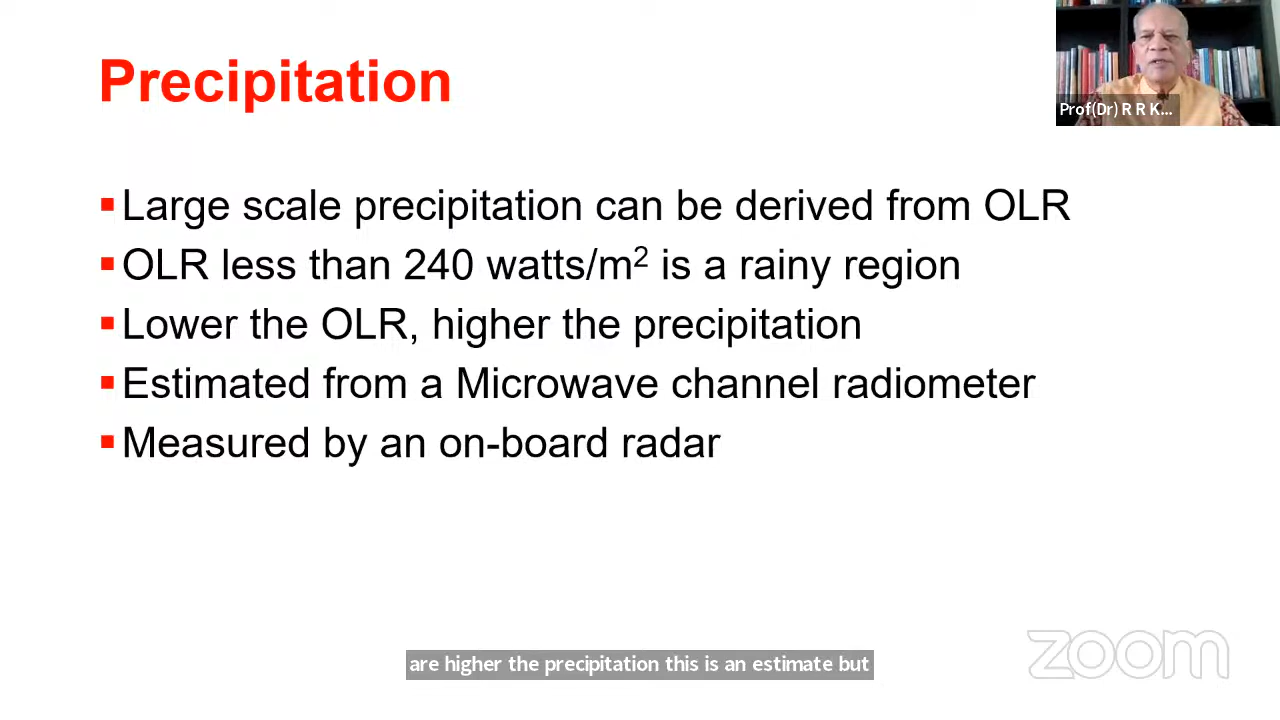 Precipitation
Prof(Dr) R R K...
Large scale precipitation can be derived from OLR
OLR less than 240 watts/m² is a rainy region
Lower the OLR, higher the precipitation
Estimated from a Microwave channel radiometer
Measured by an on-board radar
are higher the precipitation this is an estimate but
zoom